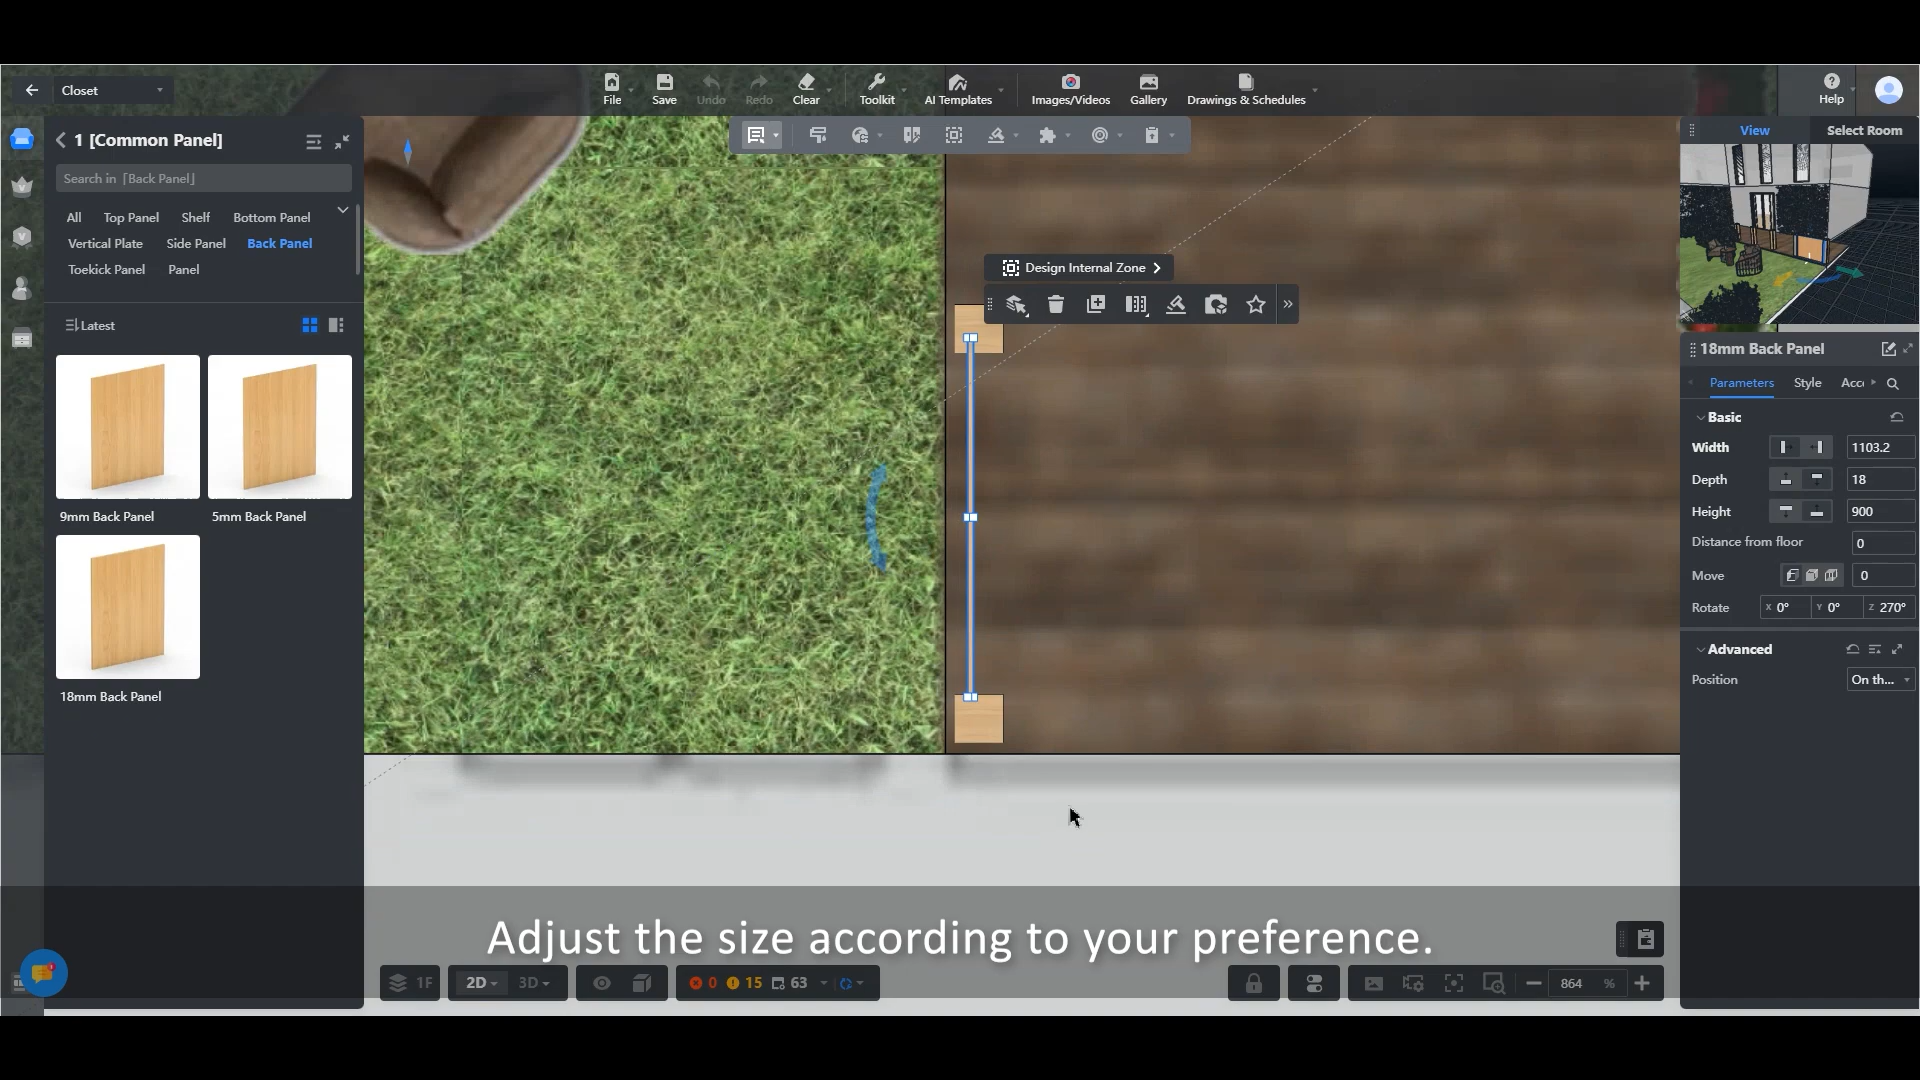 Closet
File
Save
Undo
Redo
Clear
Toolkit
AI Templates
Images/Videos
Gallery
Drawings & Schedules
Help
1 [Common Panel]
Search in [Back Panel]
All
Top Panel
Shelf
Bottom Panel
Vertical Plate
Side Panel
Back Panel
Toekick Panel
Panel
Latest
9mm Back Panel
5mm Back Panel
18mm Back Panel
Design Internal Zone
View
Select Room
18mm Back Panel
Parameters
Style
Acc
Basic
Width
1103.2
Depth
18
Height
900
Distance from floor
0
Move
0
Rotate
X 0°
Y 0°
Z 270°
Advanced
Position
On th...
Adjust the size according to your preference.
1F
2D
3D
0
15
63
864
%